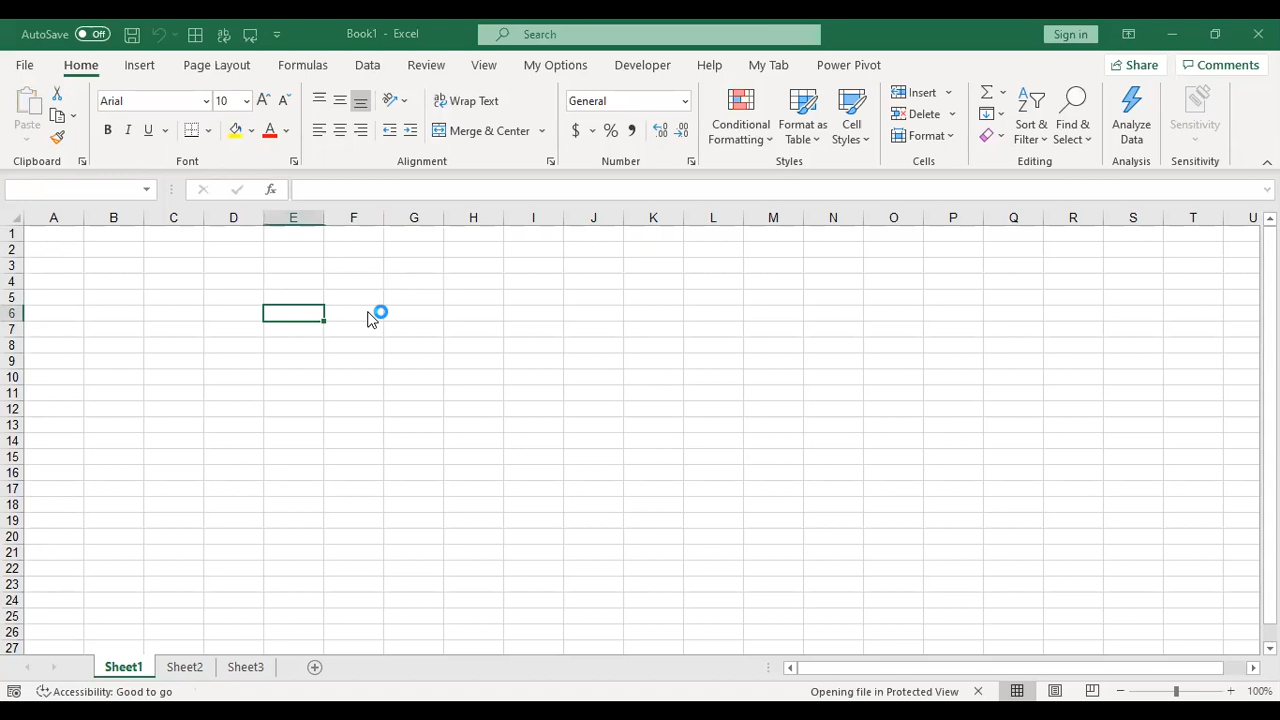 AutoSave Off Book1 - Excel Search Sign in
File Home Insert Page Layout Formulas Data Review View My Options Developer Help My Tab Power Pivot Share Comments
Paste
Clipboard
Arial 10
B I U A
Font
ab Wrap Text
Merge & Center
Alignment
General
$ % ,
Number
Conditional Formatting
Format as Table
Cell Styles
Styles
Insert
Delete
Format
Cells
Sort & Filter
Find & Select
Editing
Analyze Data
Analysis
Sensitivity
Sensitivity
fx
A B C D E F G H I J K L M N O P Q R S T U
1
2
3
4
5
6
7
8
9
10
11
12
13
14
15
16
17
18
19
20
21
22
23
24
25
26
27
Sheet1 Sheet2 Sheet3
Accessibility: Good to go Opening file in Protected View 100%